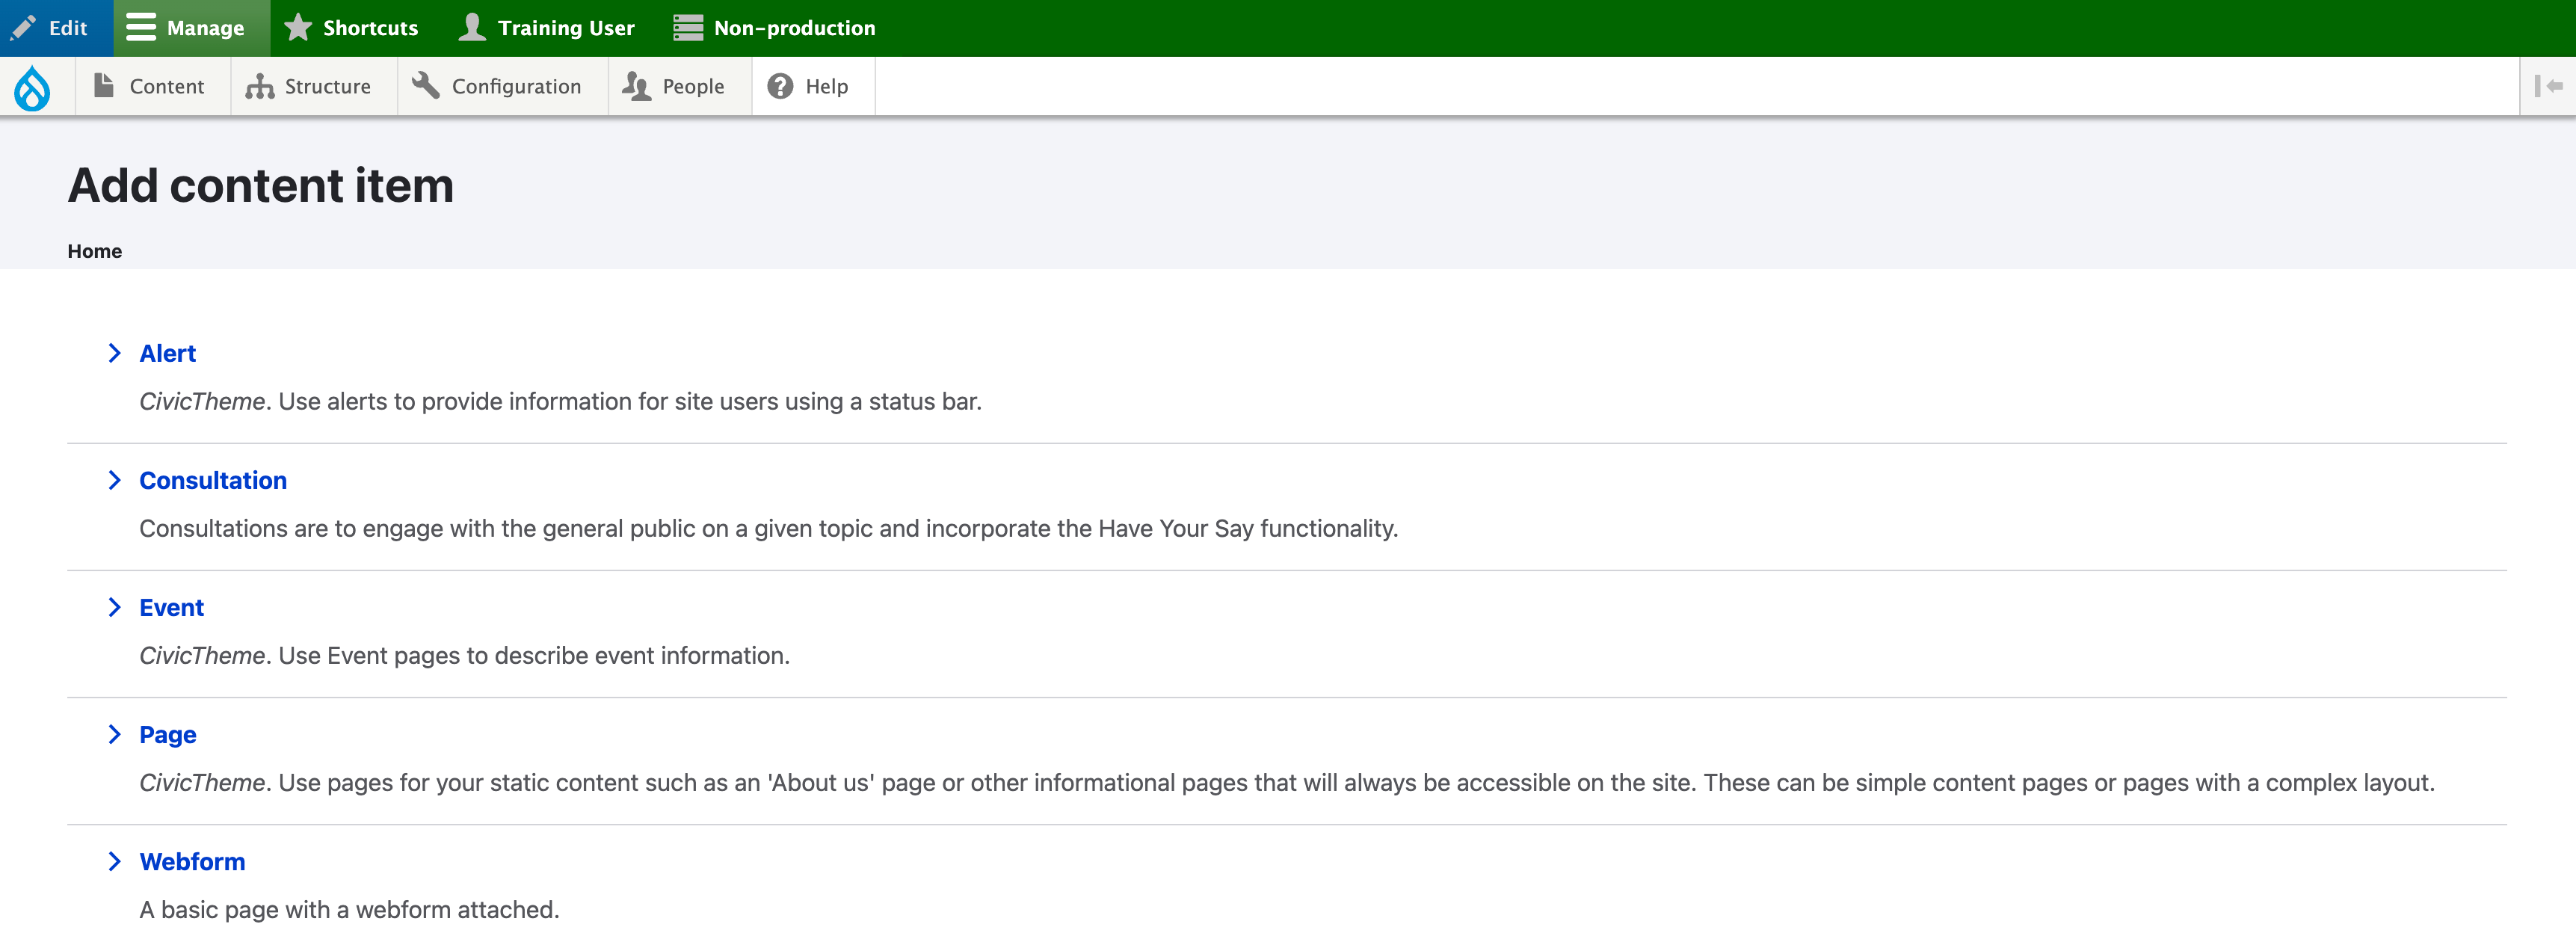 Edit Manage Shortcuts Training User Non-production
Content Structure Configuration People Help
Add content item
Home
Alert
CivicTheme. Use alerts to provide information for site users using a status bar.
Consultation
Consultations are to engage with the general public on a given topic and incorporate the Have Your Say functionality.
Event
CivicTheme. Use Event pages to describe event information.
Page
CivicTheme. Use pages for your static content such as an 'About us' page or other informational pages that will always be accessible on the site. These can be simple content pages or pages with a complex layout.
Webform
A basic page with a webform attached.